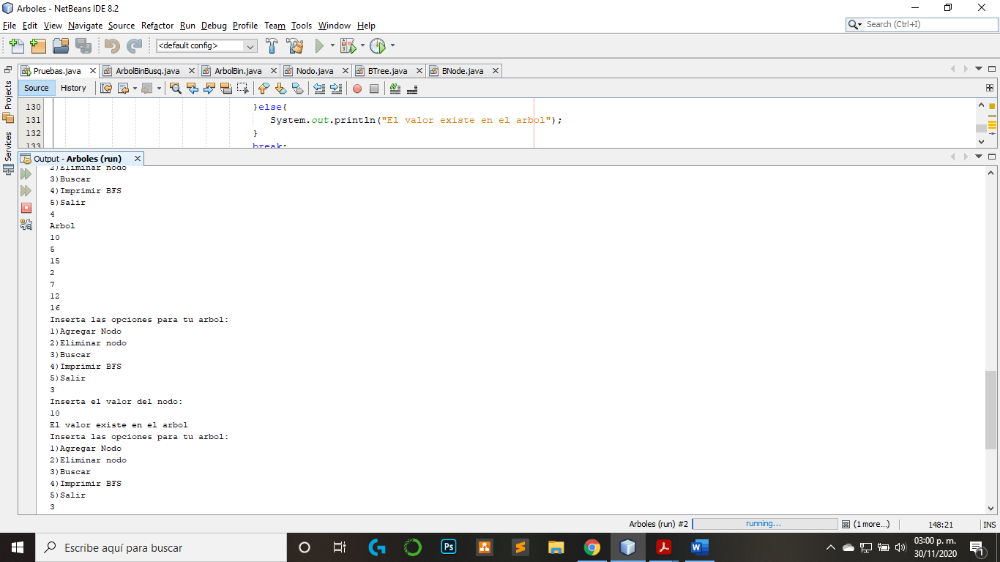 Arboles - NetBeans IDE 8.2
File Edit View Navigate Source Refactor Run Debug Profile Team Tools Window Help
Search (Ctrl+I)
<default config>
Pruebas.java ArbolBinBusq.java ArbolBin.java Nodo.java BTree.java BNode.java
Source History
Projects
Services
130 }else{
131 System.out.println("El valor existe en el arbol");
132 }
133 break;
Output - Arboles (run)
2)Eliminar nodo
3)Buscar
4)Imprimir BFS
5)Salir
4
Arbol
10
5
15
2
7
12
16
Inserta las opciones para tu arbol:
1)Agregar Nodo
2)Eliminar nodo
3)Buscar
4)Imprimir BFS
5)Salir
3
Inserta el valor del nodo:
10
El valor existe en el arbol
Inserta las opciones para tu arbol:
1)Agregar Nodo
2)Eliminar nodo
3)Buscar
4)Imprimir BFS
5)Salir
3
Arboles (run) #2 running... (1 more...) 148:21 INS
Escribe aquí para buscar
Ps
W
03:00 p. m.
30/11/2020
1